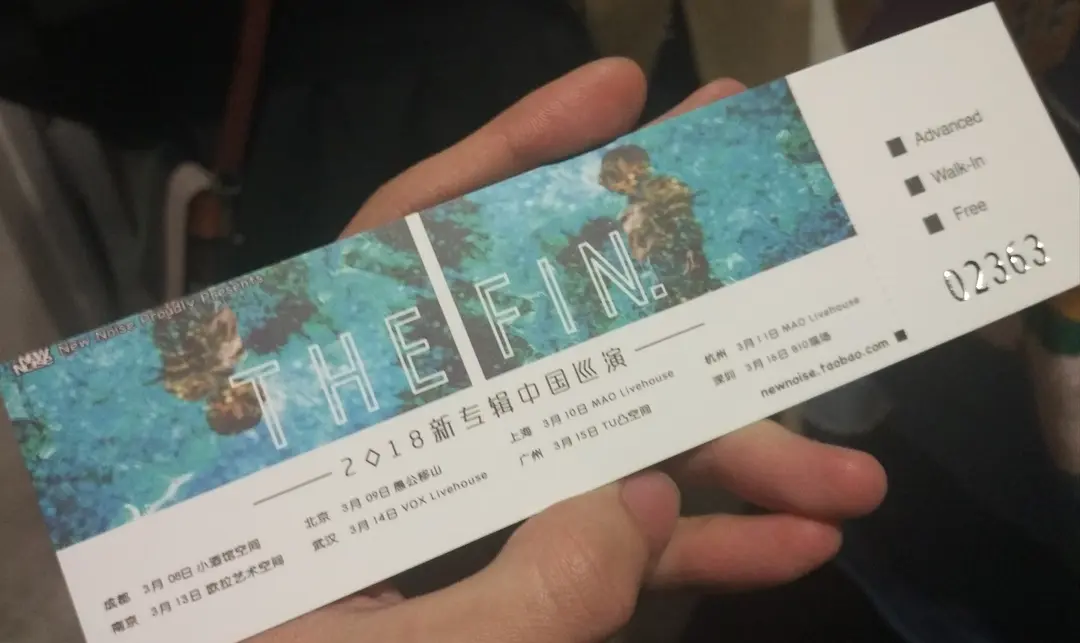 NEW NOISE New Noise Proudly Presents
THE FIN.
2018新专辑中国巡演
成都 3月 08日 小酒馆空间
北京 3月 09日 愚公移山
上海 3月 10日 MAO Livehouse
杭州 3月 11日 MAO Livehouse
南京 3月 13日 欧拉艺术空间
武汉 3月 14日 VOX Livehouse
广州 3月 15日 TU凸空间
深圳 3月 16日 B10现场
newnoise.taobao.com
Advanced
Walk-In
Free
02363